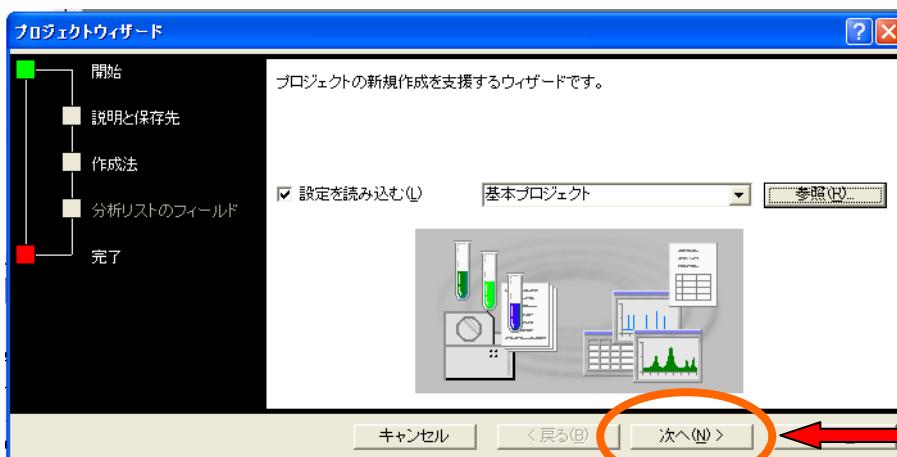 プロジェクトウィザード
開始
説明と保存先
作成法
分析リストのフィールド
完了
プロジェクトの新規作成を支援するウィザードです。
設定を読み込む(L)
基本プロジェクト
参照(R)...
キャンセル
< 戻る(B)
次へ(N) >